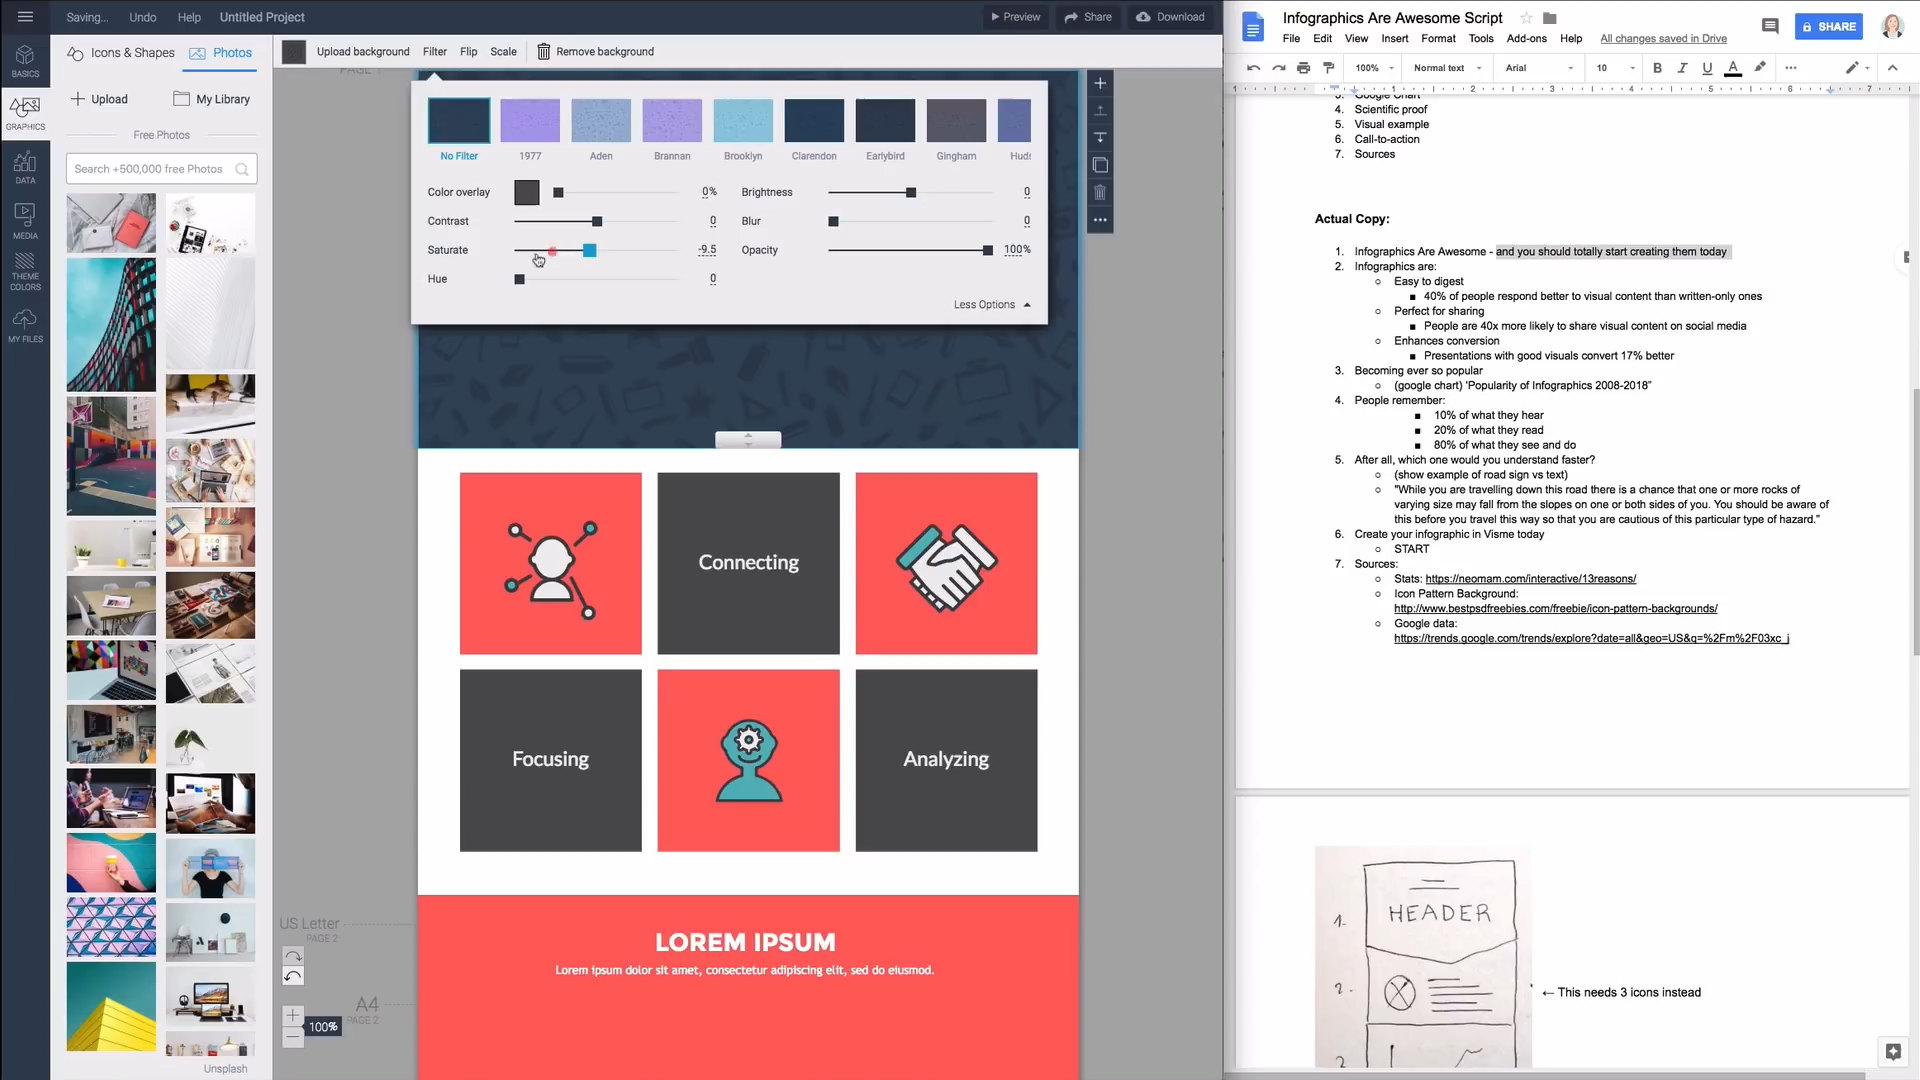 Saving...
Undo
Help
Untitled Project
Preview
Share
Download
BASICS
GRAPHICS
DATA
MEDIA
THEME
COLORS
MY FILES
Icons & Shapes
Photos
Upload
My Library
Free Photos
Search +500,000 free Photos
Unsplash
Upload background
Filter
Flip
Scale
Remove background
No Filter
1977
Aden
Brannan
Brooklyn
Clarendon
Earlybird
Gingham
Color overlay
0%
Brightness
0
Contrast
0
Blur
0
Saturate
-9.5
Opacity
100%
Hue
0
Less Options
Connecting
Focusing
Analyzing
LOREM IPSUM
Lorem ipsum dolor sit amet, consectetur adipiscing elit, sed do eiusmod.
US Letter
PAGE 2
A4
PAGE 2
100%
Infographics Are Awesome Script
File Edit View Insert Format Tools Add-ons Help
All changes saved in Drive
SHARE
100%
Normal text
Arial
10
B I U A
1 2 3 4 5 6 7
3. Google Chart
4. Scientific proof
5. Visual example
6. Call-to-action
7. Sources
Actual Copy:
1. Infographics Are Awesome - and you should totally start creating them today
2. Infographics are:
Easy to digest
40% of people respond better to visual content than written-only ones
Perfect for sharing
People are 40x more likely to share visual content on social media
Enhances conversion
Presentations with good visuals convert 17% better
3. Becoming ever so popular
(google chart) 'Popularity of Infographics 2008-2018"
4. People remember:
10% of what they hear
20% of what they read
80% of what they see and do
5. After all, which one would you understand faster?
(show example of road sign vs text)
"While you are travelling down this road there is a chance that one or more rocks of
varying size may fall from the slopes on one or both sides of you. You should be aware of
this before you travel this way so that you are cautious of this particular type of hazard."
6. Create your infographic in Visme today
START
7. Sources:
Stats: https://neomam.com/interactive/13reasons/
Icon Pattern Background:
http://www.bestpsdfreebies.com/freebie/icon-pattern-backgrounds/
Google data:
https://trends.google.com/trends/explore?date=all&geo=US&q=%2Fm%2F03xc_j
1. HEADER
2.
← This needs 3 icons instead